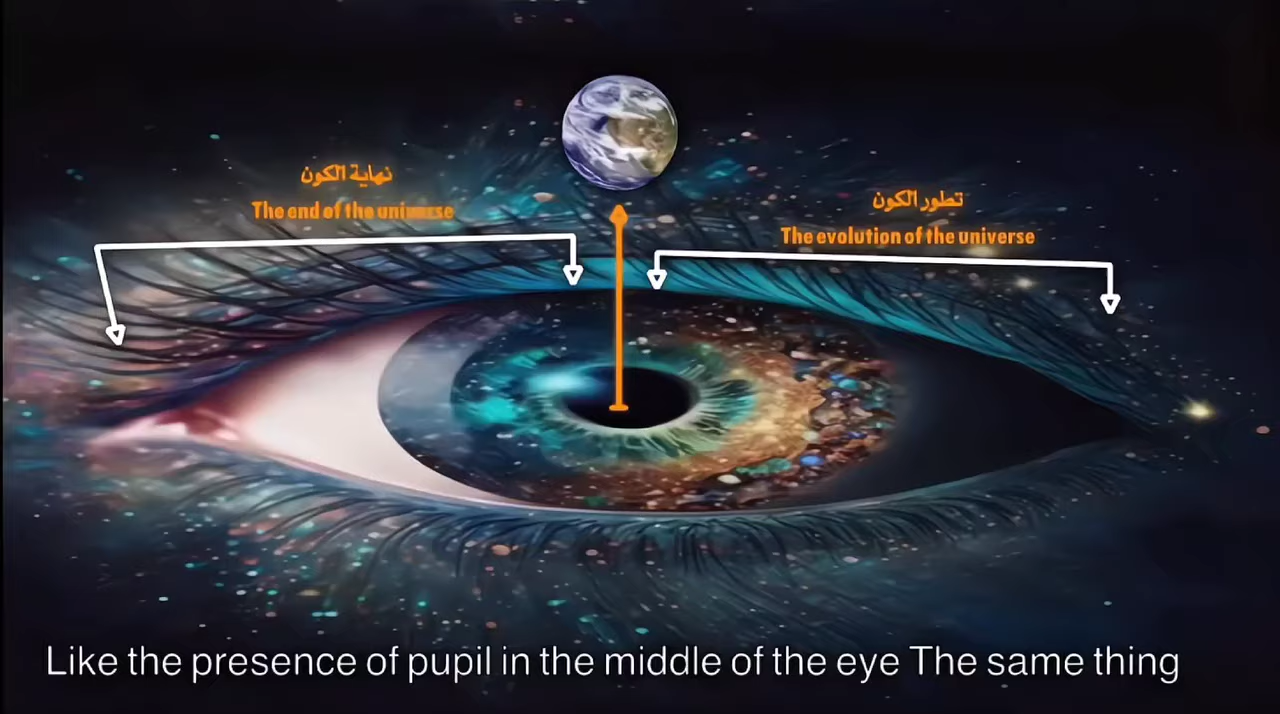 نهاية الكون
The end of the universe
تطور الكون
The evolution of the universe
Like the presence of pupil in the middle of the eye The same thing